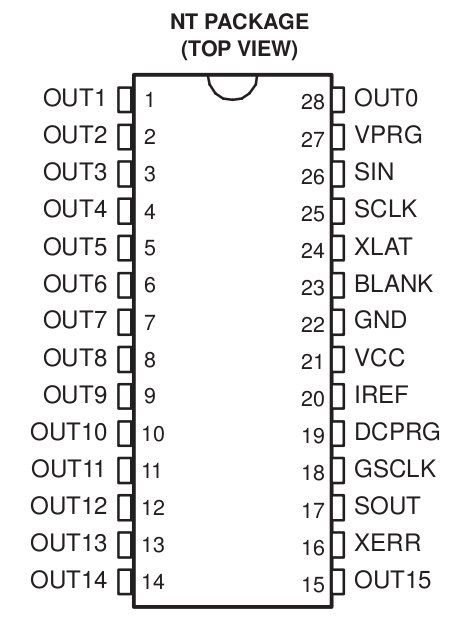 NT PACKAGE
(TOP VIEW)
OUT1 1 28 OUT0
OUT2 2 27 VPRG
OUT3 3 26 SIN
OUT4 4 25 SCLK
OUT5 5 24 XLAT
OUT6 6 23 BLANK
OUT7 7 22 GND
OUT8 8 21 VCC
OUT9 9 20 IREF
OUT10 10 19 DCPRG
OUT11 11 18 GSCLK
OUT12 12 17 SOUT
OUT13 13 16 XERR
OUT14 14 15 OUT15